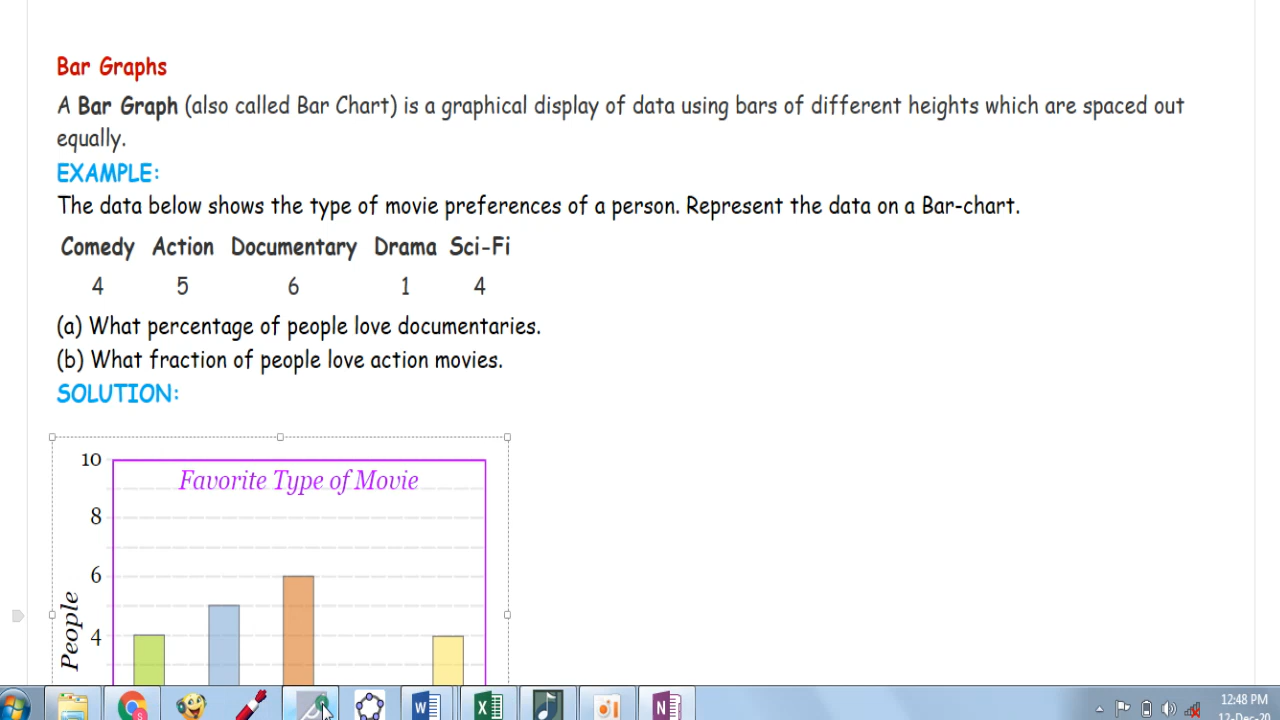 Bar Graphs
A Bar Graph (also called Bar Chart) is a graphical display of data using bars of different heights which are spaced out
equally.
EXAMPLE:
The data below shows the type of movie preferences of a person. Represent the data on a Bar-chart.
Comedy Action Documentary Drama Sci-Fi
4 5 6 1 4
(a) What percentage of people love documentaries.
(b) What fraction of people love action movies.
SOLUTION:
Favorite Type of Movie
10
8
6
4
People
12:48 PM